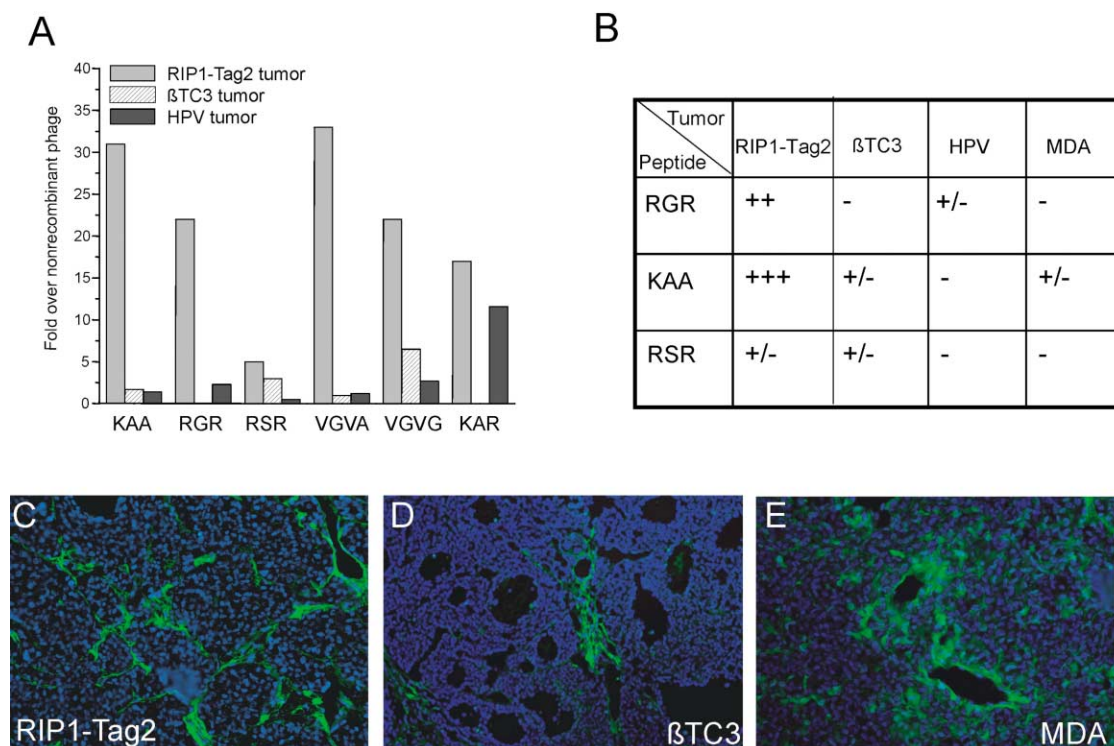 A
Fold over nonrecombinant phage
40
35
30
25
20
15
10
5
0
RIP1-Tag2 tumor
ßTC3 tumor
HPV tumor
KAA RGR RSR VGVA VGVG KAR
B
Tumor
Peptide
RIP1-Tag2 ßTC3 HPV MDA
RGR ++ - +/- -
KAA +++ +/- - +/-
RSR +/- +/- - -
C
RIP1-Tag2
D
ßTC3
E
MDA